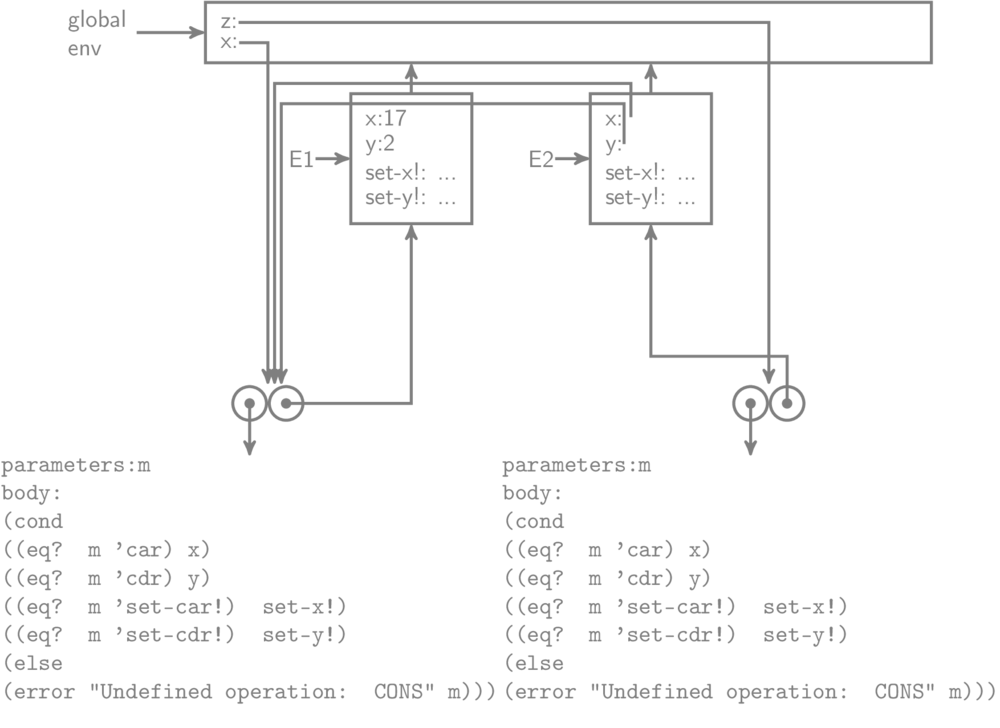 global
env
z:
x:
x:17
y:2
set-x!: ...
set-y!: ...
E1
x:
y:
set-x!: ...
set-y!: ...
E2
parameters:m
body:
(cond
((eq? m ’car) x)
((eq? m ’cdr) y)
((eq? m ’set-car!) set-x!)
((eq? m ’set-cdr!) set-y!)
(else
(error "Undefined operation: CONS" m)))
parameters:m
body:
(cond
((eq? m ’car) x)
((eq? m ’cdr) y)
((eq? m ’set-car!) set-x!)
((eq? m ’set-cdr!) set-y!)
(else
(error "Undefined operation: CONS" m)))